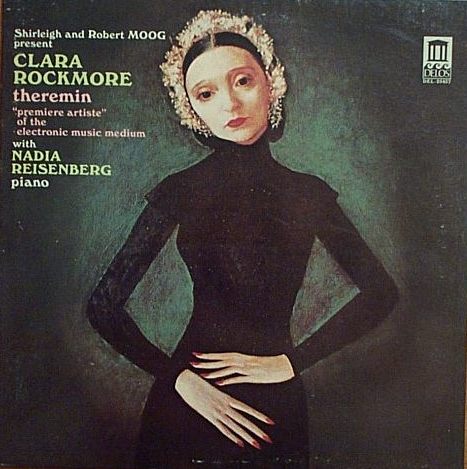 Shirleigh and Robert MOOG
present
CLARA
ROCKMORE
theremin
"premiere artiste"
of the
electronic music medium
with
NADIA
REISENBERG
piano
DELOS